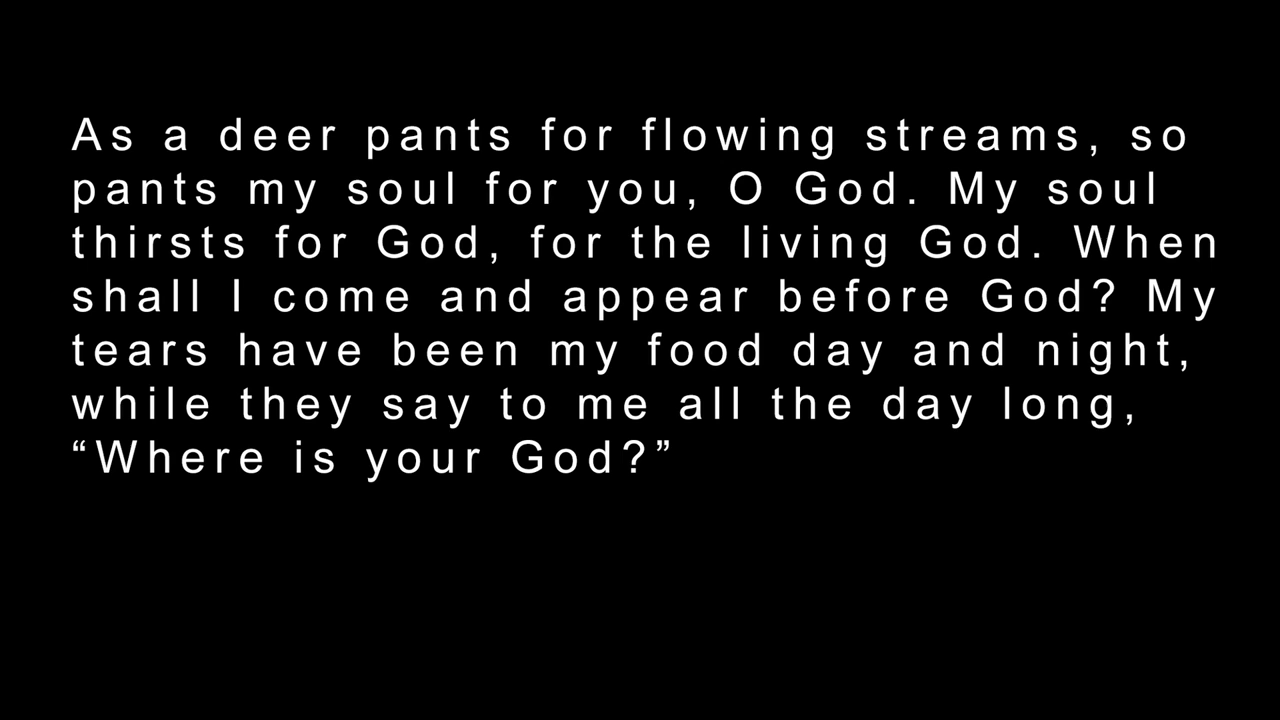 As a deer pants for flowing streams, so
pants my soul for you, O God. My soul
thirsts for God, for the living God. When
shall I come and appear before God? My
tears have been my food day and night,
while they say to me all the day long,
“Where is your God?”